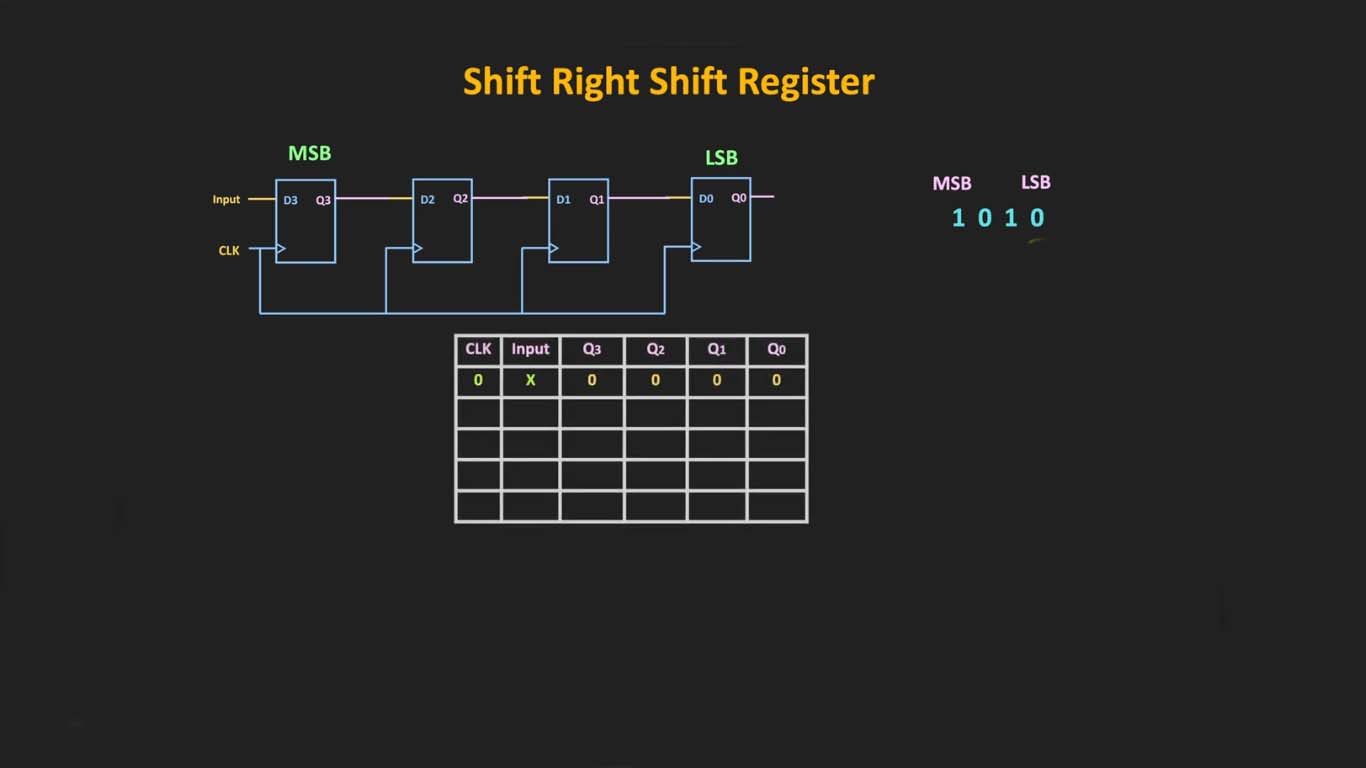 Shift Right Shift Register
MSB LSB
MSB LSB
Input D3 Q3 D2 Q2 D1 Q1 D0 Q0
1 0 1 0
CLK
CLK Input Q3 Q2 Q1 Q0
0 X 0 0 0 0